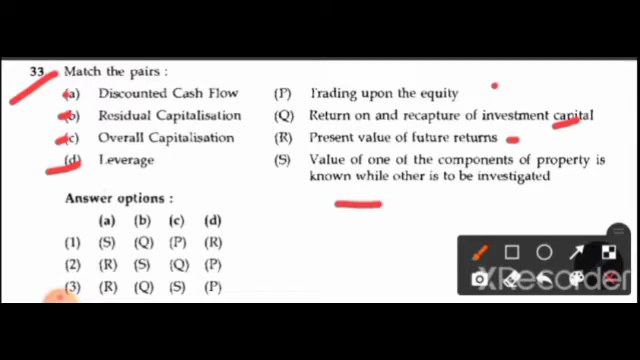 33 Match the pairs :
(a) Discounted Cash Flow (P) Trading upon the equity
(b) Residual Capitalisation (Q) Return on and recapture of investment capital
(c) Overall Capitalisation (R) Present value of future returns
(d) Leverage (S) Value of one of the components of property is
known while other is to be investigated
Answer options :
(a) (b) (c) (d)
(1) (S) (Q) (P) (R)
(2) (R) (S) (Q) (P)
(3) (R) (Q) (S) (P)
XRecorder